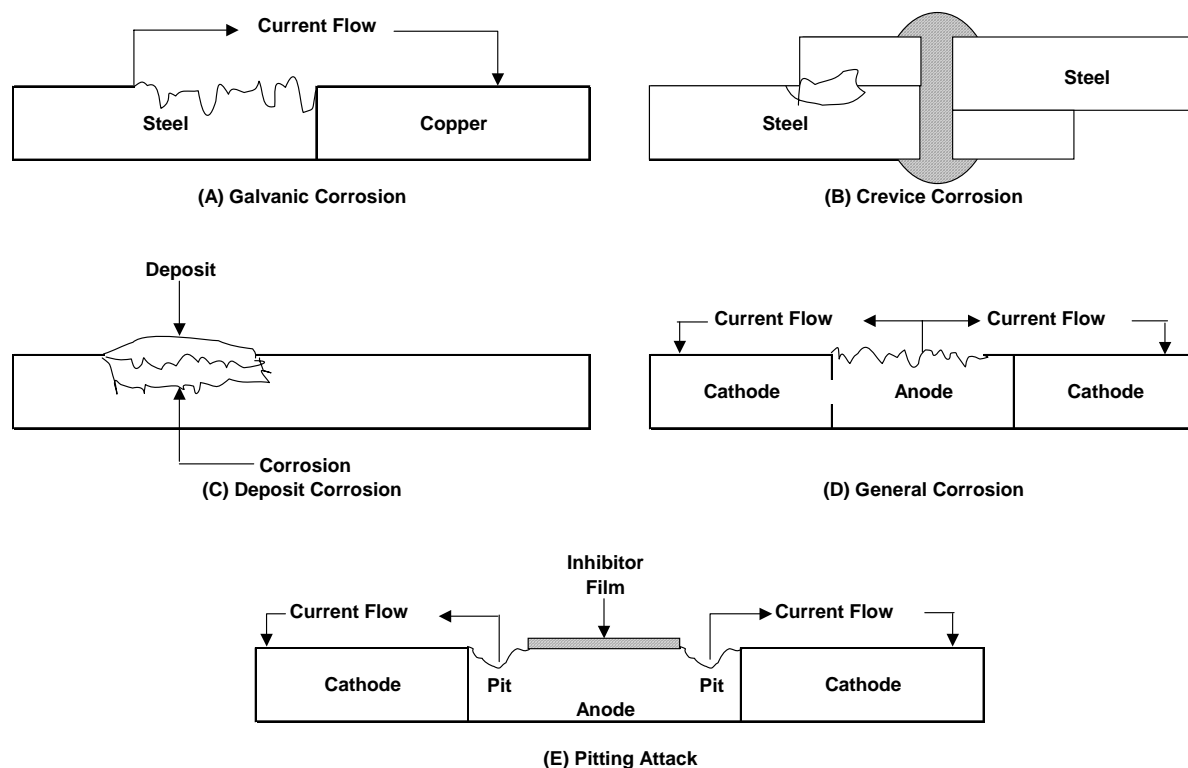 Current Flow
Steel
Copper
(A) Galvanic Corrosion
Steel
Steel
(B) Crevice Corrosion
Deposit
Corrosion
(C) Deposit Corrosion
Current Flow
Current Flow
Cathode
Anode
Cathode
(D) General Corrosion
Inhibitor
Film
Current Flow
Current Flow
Cathode
Pit
Pit
Cathode
Anode
(E) Pitting Attack